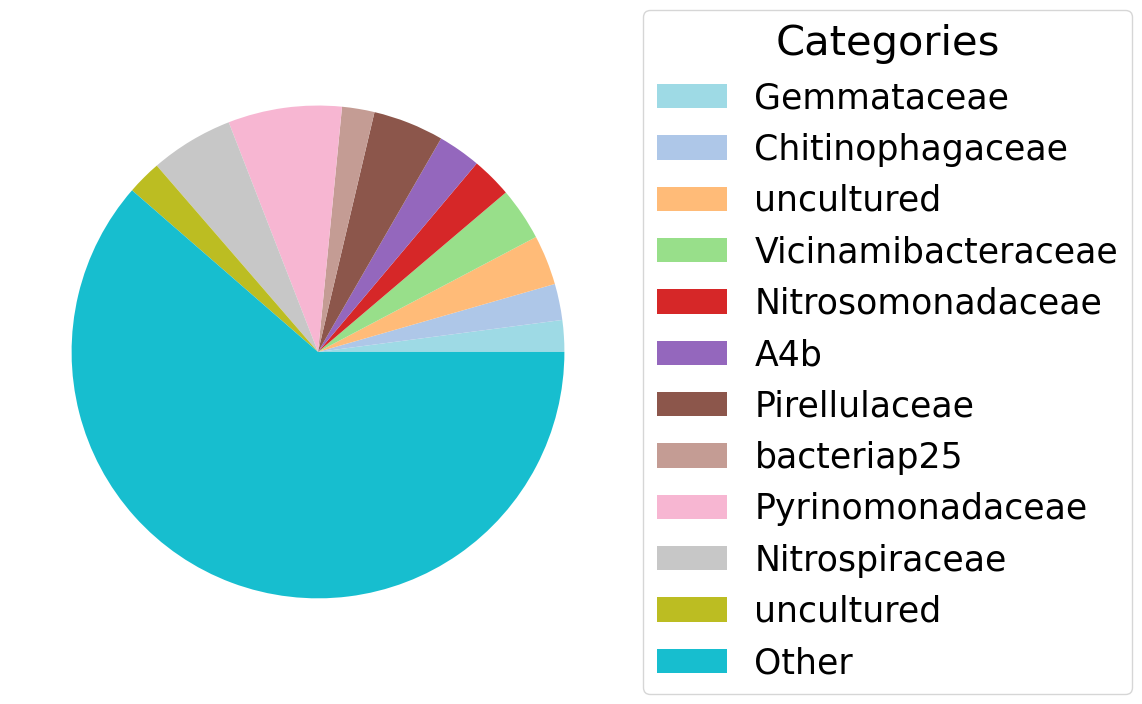 Categories
Gemmataceae
Chitinophagaceae
uncultured
Vicinamibacteraceae
Nitrosomonadaceae
A4b
Pirellulaceae
bacteriap25
Pyrinomonadaceae
Nitrospiraceae
uncultured
Other